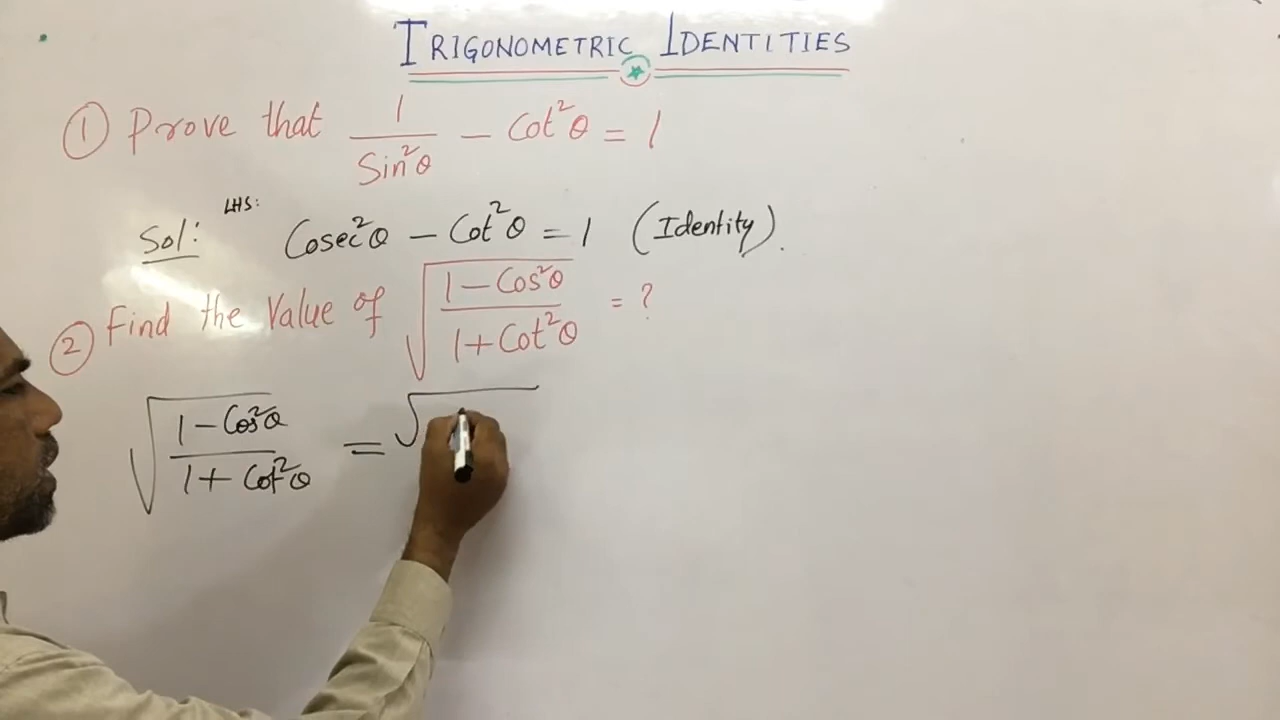 TRIGONOMETRIC IDENTITIES
① Prove that 1/Sin²θ - Cot²θ = 1
Sol: LHS: Cosec²θ - Cot²θ = 1 (Identity).
② Find the Value of √((1 - Cos²θ)/(1 + Cot²θ)) = ?
√((1 - Cos²θ)/(1 + Cot²θ)) = √